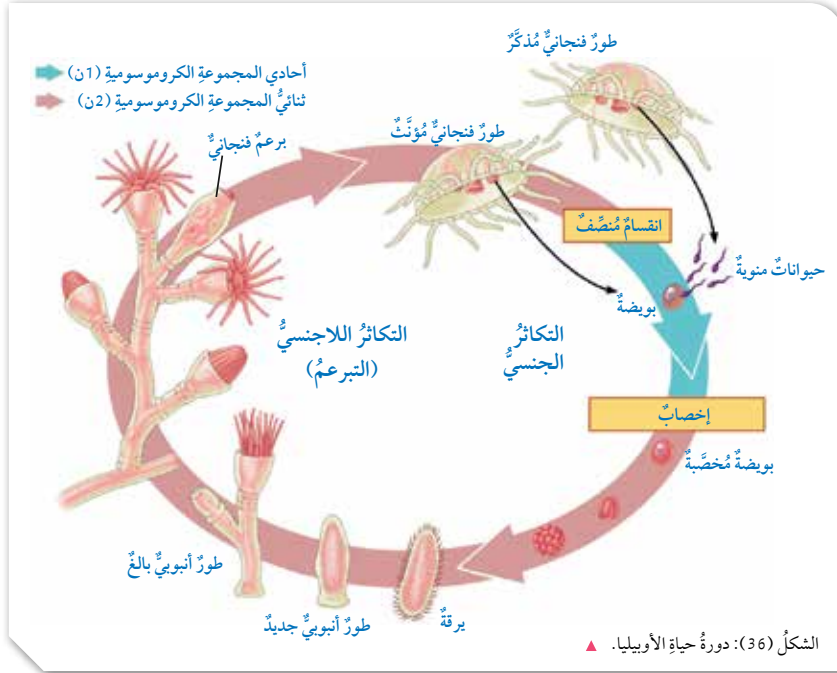 طورٌ فنجانيٌّ مُذكَّرٌ
أحادي المجموعةِ الكروموسوميةِ (1ن)
ثنائيُّ المجموعةِ الكروموسوميةِ (2ن)
طورٌ فنجانيٌّ مُؤنَّثٌ
برعمٌ فنجانيٌّ
انقسامٌ مُنصِّفٌ
حيواناتٌ منويةٌ
بويضةٌ
التكاثرُ
الجنسيُّ
التكاثرُ اللاجنسيُّ
(التبرعمُ)
إخصابٌ
بويضةٌ مُخصَّبةٌ
يرقةٌ
طورٌ أنبوبيٌّ جديدٌ
طورٌ أنبوبيٌّ بالغٌ
الشكلُ (36): دورةُ حياةِ الأوبيليا.